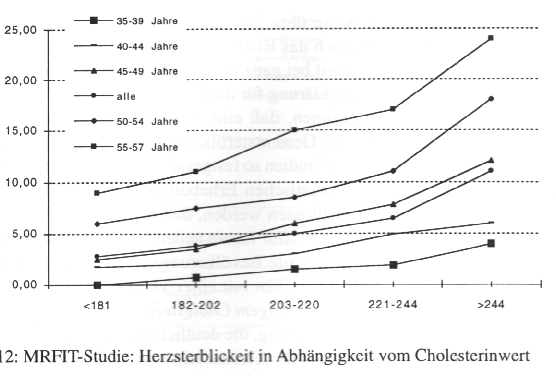 25,00
20,00
15,00
10,00
5,00
0,00
35-39 Jahre
40-44 Jahre
45-49 Jahre
alle
50-54 Jahre
55-57 Jahre
<181
182-202
203-220
221-244
>244
12: MRFIT-Studie: Herzsterblickeit in Abhängigkeit vom Cholesterinwert